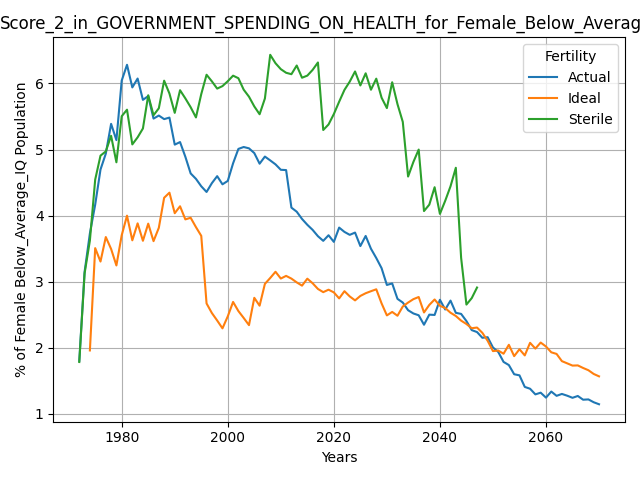 Score_2_in_GOVERNMENT_SPENDING_ON_HEALTH_for_Female_Below_Averag
% of Female Below_Average_IQ Population
6
5
4
3
2
1
Fertility
Actual
Ideal
Sterile
1980
2000
2020
2040
2060
Years